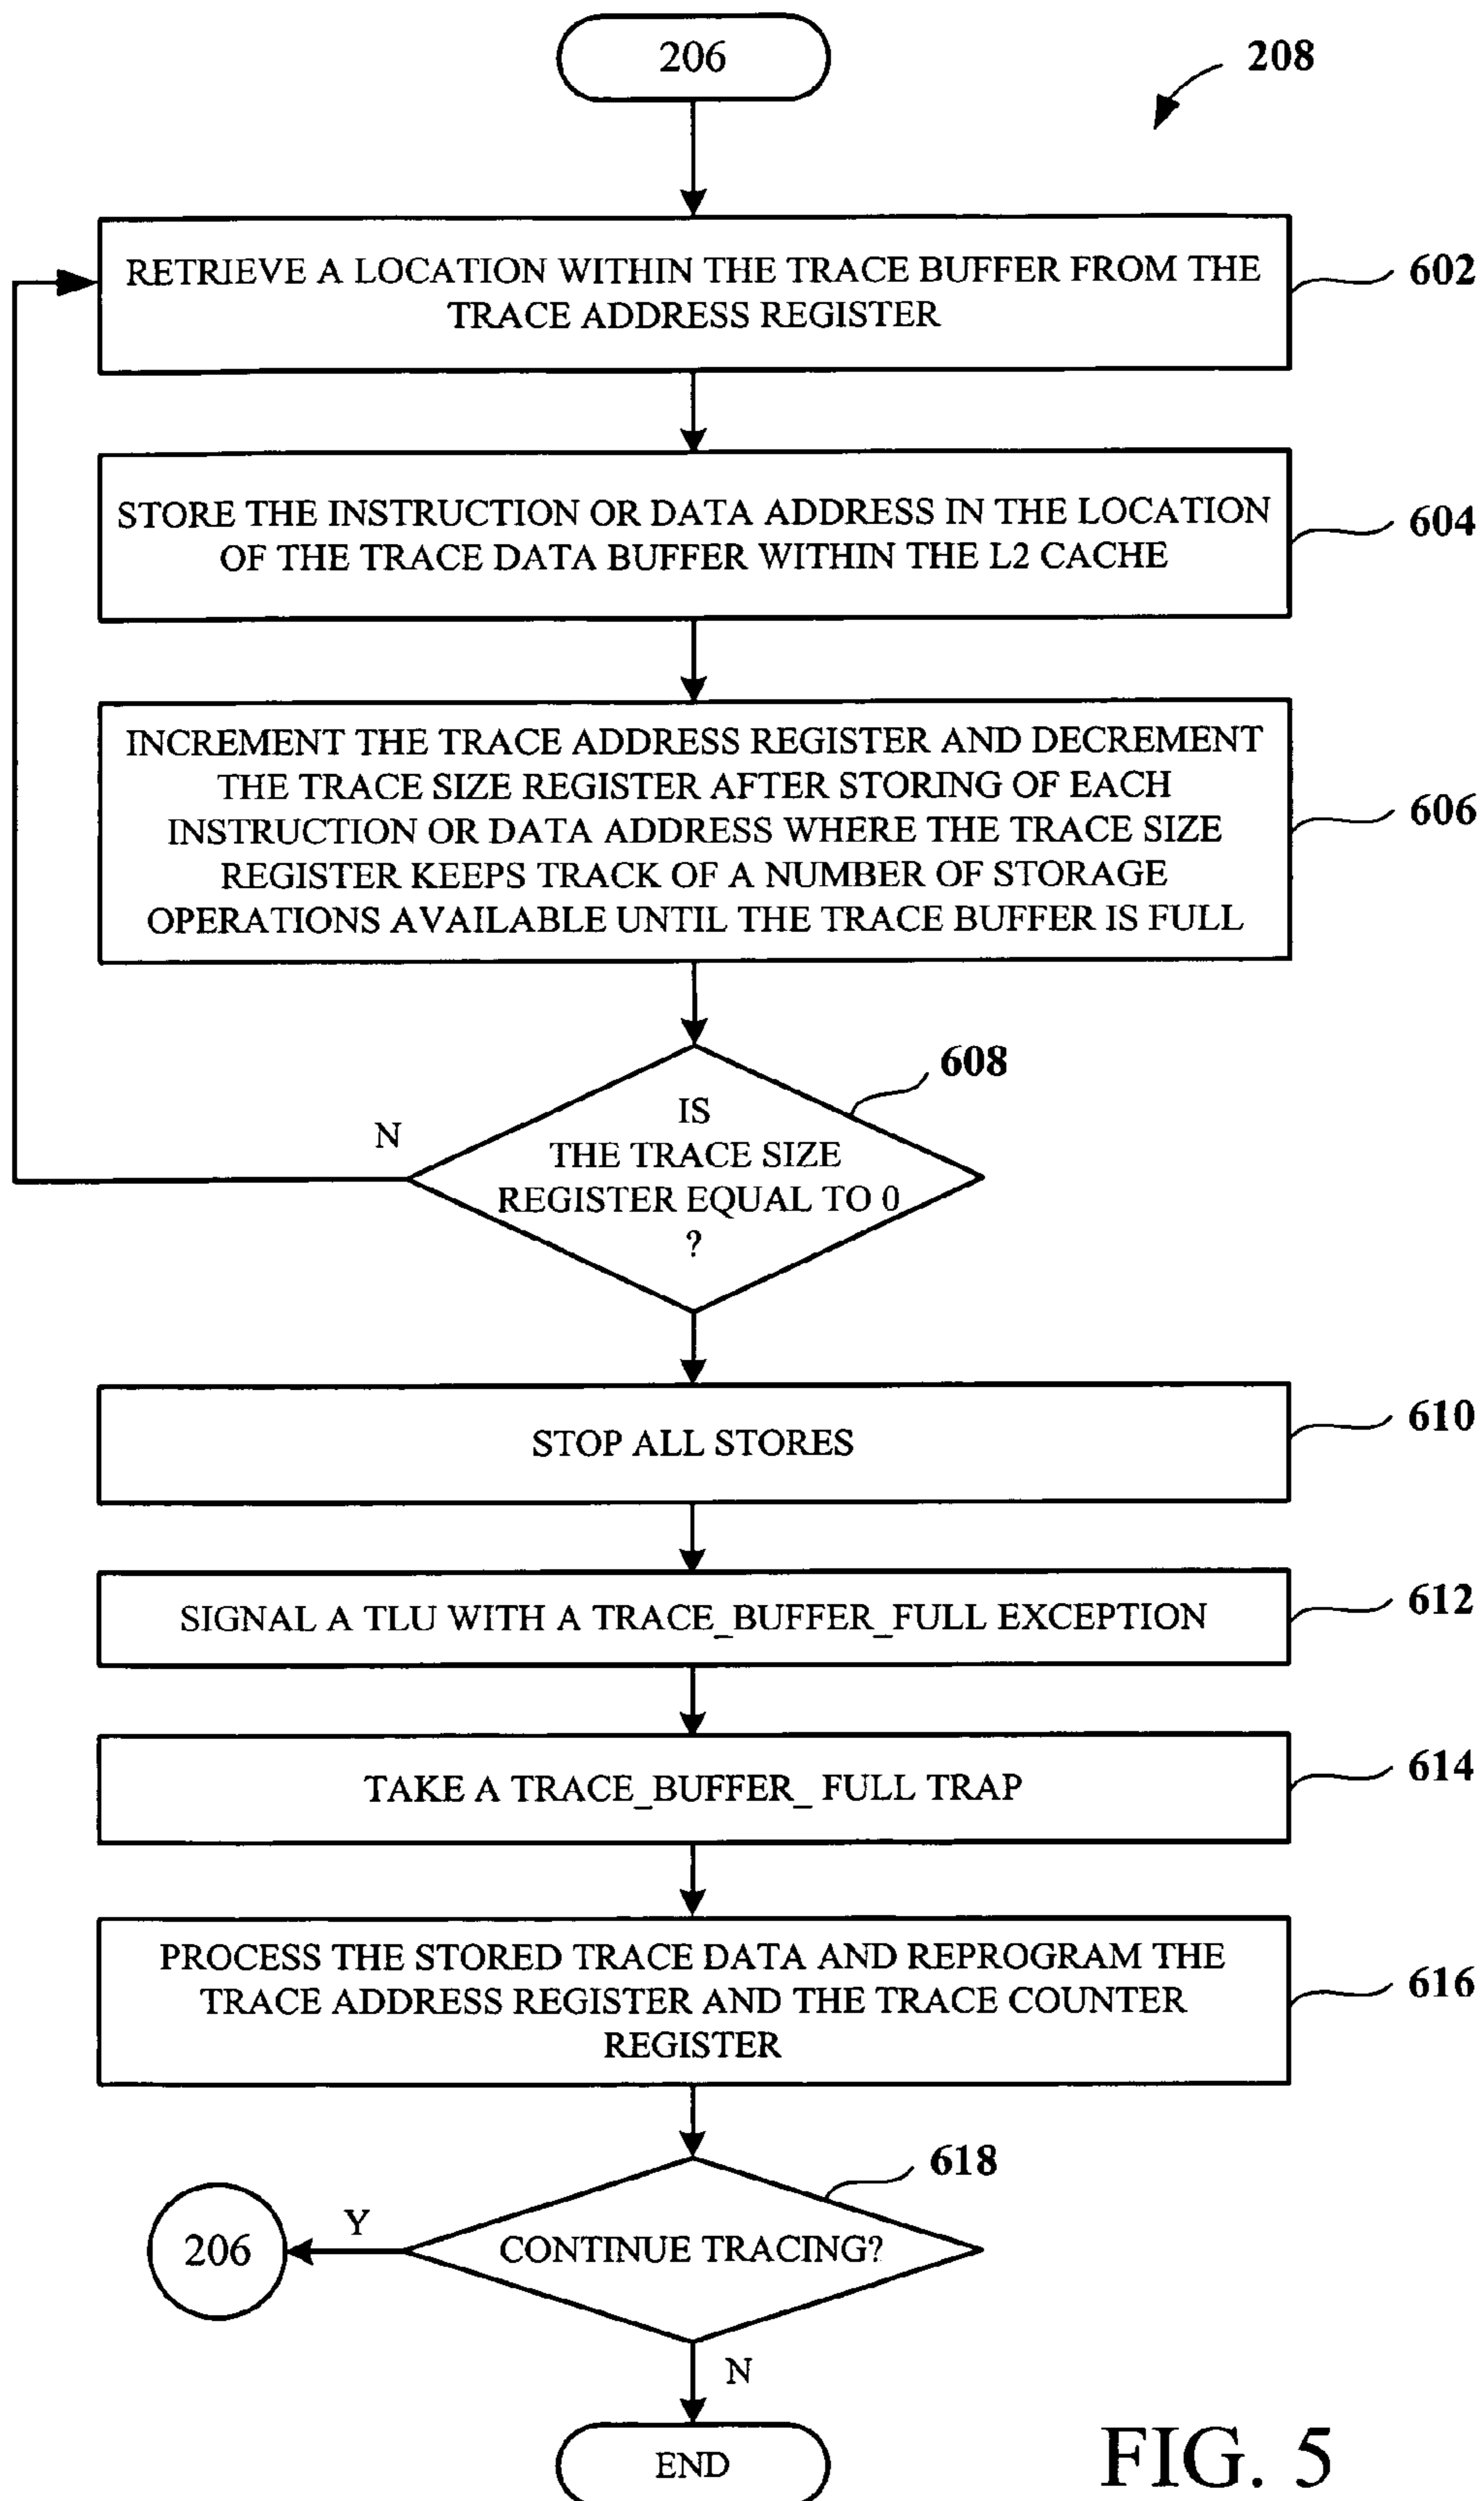 206
208
RETRIEVE A LOCATION WITHIN THE TRACE BUFFER FROM THE
TRACE ADDRESS REGISTER
602
STORE THE INSTRUCTION OR DATA ADDRESS IN THE LOCATION
OF THE TRACE DATA BUFFER WITHIN THE L2 CACHE
604
INCREMENT THE TRACE ADDRESS REGISTER AND DECREMENT
THE TRACE SIZE REGISTER AFTER STORING OF EACH
INSTRUCTION OR DATA ADDRESS WHERE THE TRACE SIZE
REGISTER KEEPS TRACK OF A NUMBER OF STORAGE
OPERATIONS AVAILABLE UNTIL THE TRACE BUFFER IS FULL
606
608
N
IS
THE TRACE SIZE
REGISTER EQUAL TO 0
?
STOP ALL STORES
610
SIGNAL A TLU WITH A TRACE_BUFFER_FULL EXCEPTION
612
TAKE A TRACE_BUFFER_ FULL TRAP
614
PROCESS THE STORED TRACE DATA AND REPROGRAM THE
TRACE ADDRESS REGISTER AND THE TRACE COUNTER
REGISTER
616
618
206
Y
CONTINUE TRACING?
N
END
FIG. 5